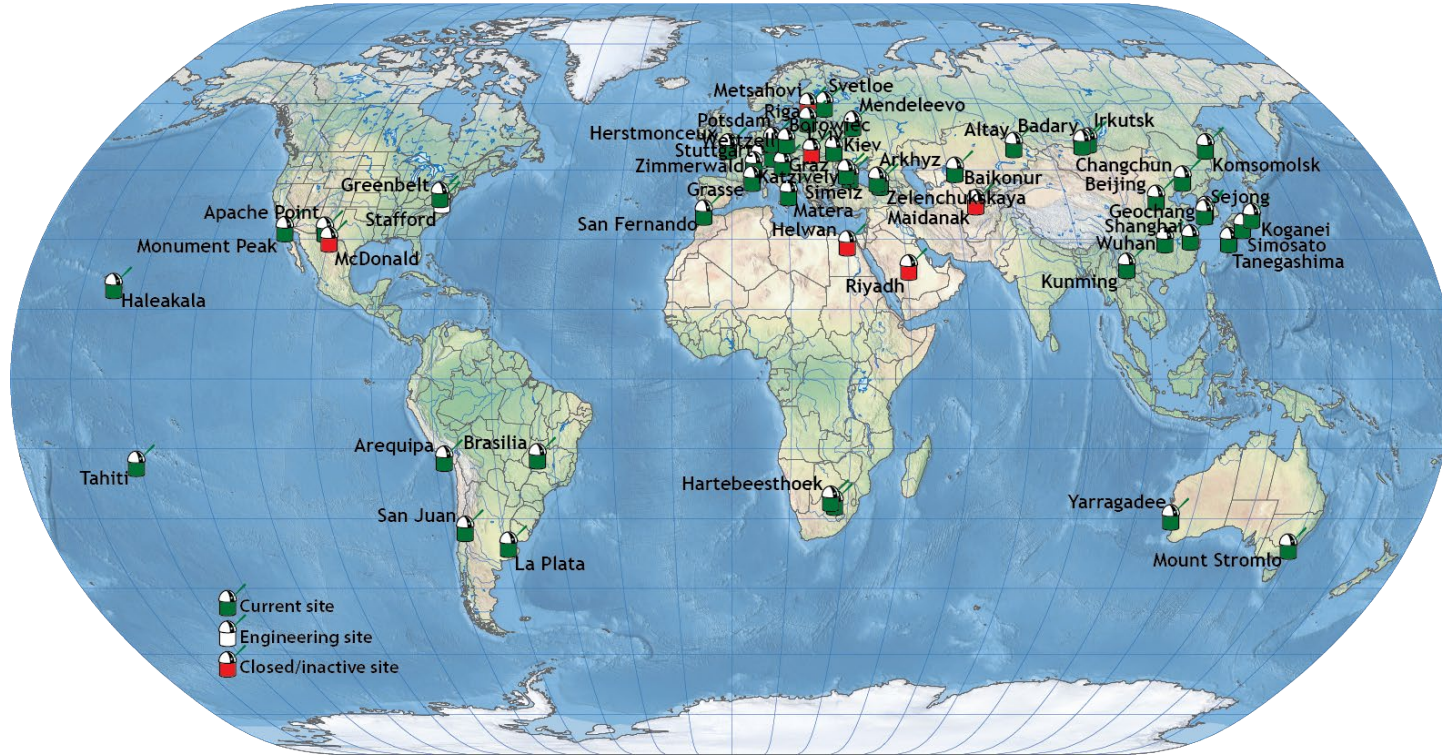 Metsahovi
Svetloe
Riga
Mendeleevo
Potsdam
Borowiec
Herstmonceux
Wettzell
Lviv
Kiev
Altay
Badary
Irkutsk
Stuttgart
Zimmerwald
Graz
Arkhyz
Changchun
Komsomolsk
Grasse
Katzively
Simeiz
Baikonur
Beijing
Greenbelt
Stafford
Matera
Zelenchukskaya
Sejong
Apache Point
San Fernando
Maidanak
Geochang
Koganei
Monument Peak
Helwan
Shanghai
Simosato
McDonald
Wuhan
Tanegashima
Haleakala
Riyadh
Kunming
Arequipa
Brasilia
Tahiti
Hartebeesthoek
Yarragadee
San Juan
La Plata
Mount Stromlo
Current site
Engineering site
Closed/inactive site